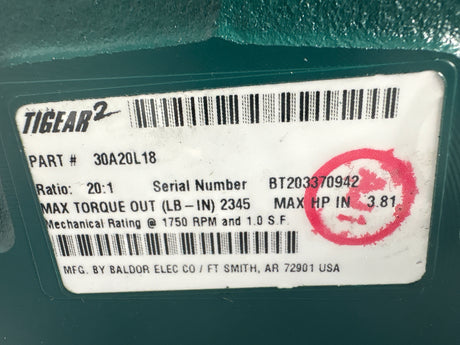 TIGEAR2
PART # 30A20L18
Ratio: 20:1 Serial Number BT203370942
MAX TORQUE OUT (LB-IN) 2345 MAX HP IN 3.81
Mechanical Rating @ 1750 RPM and 1.0 S.F.
MFG. BY BALDOR ELEC CO / FT SMITH, AR 72901 USA